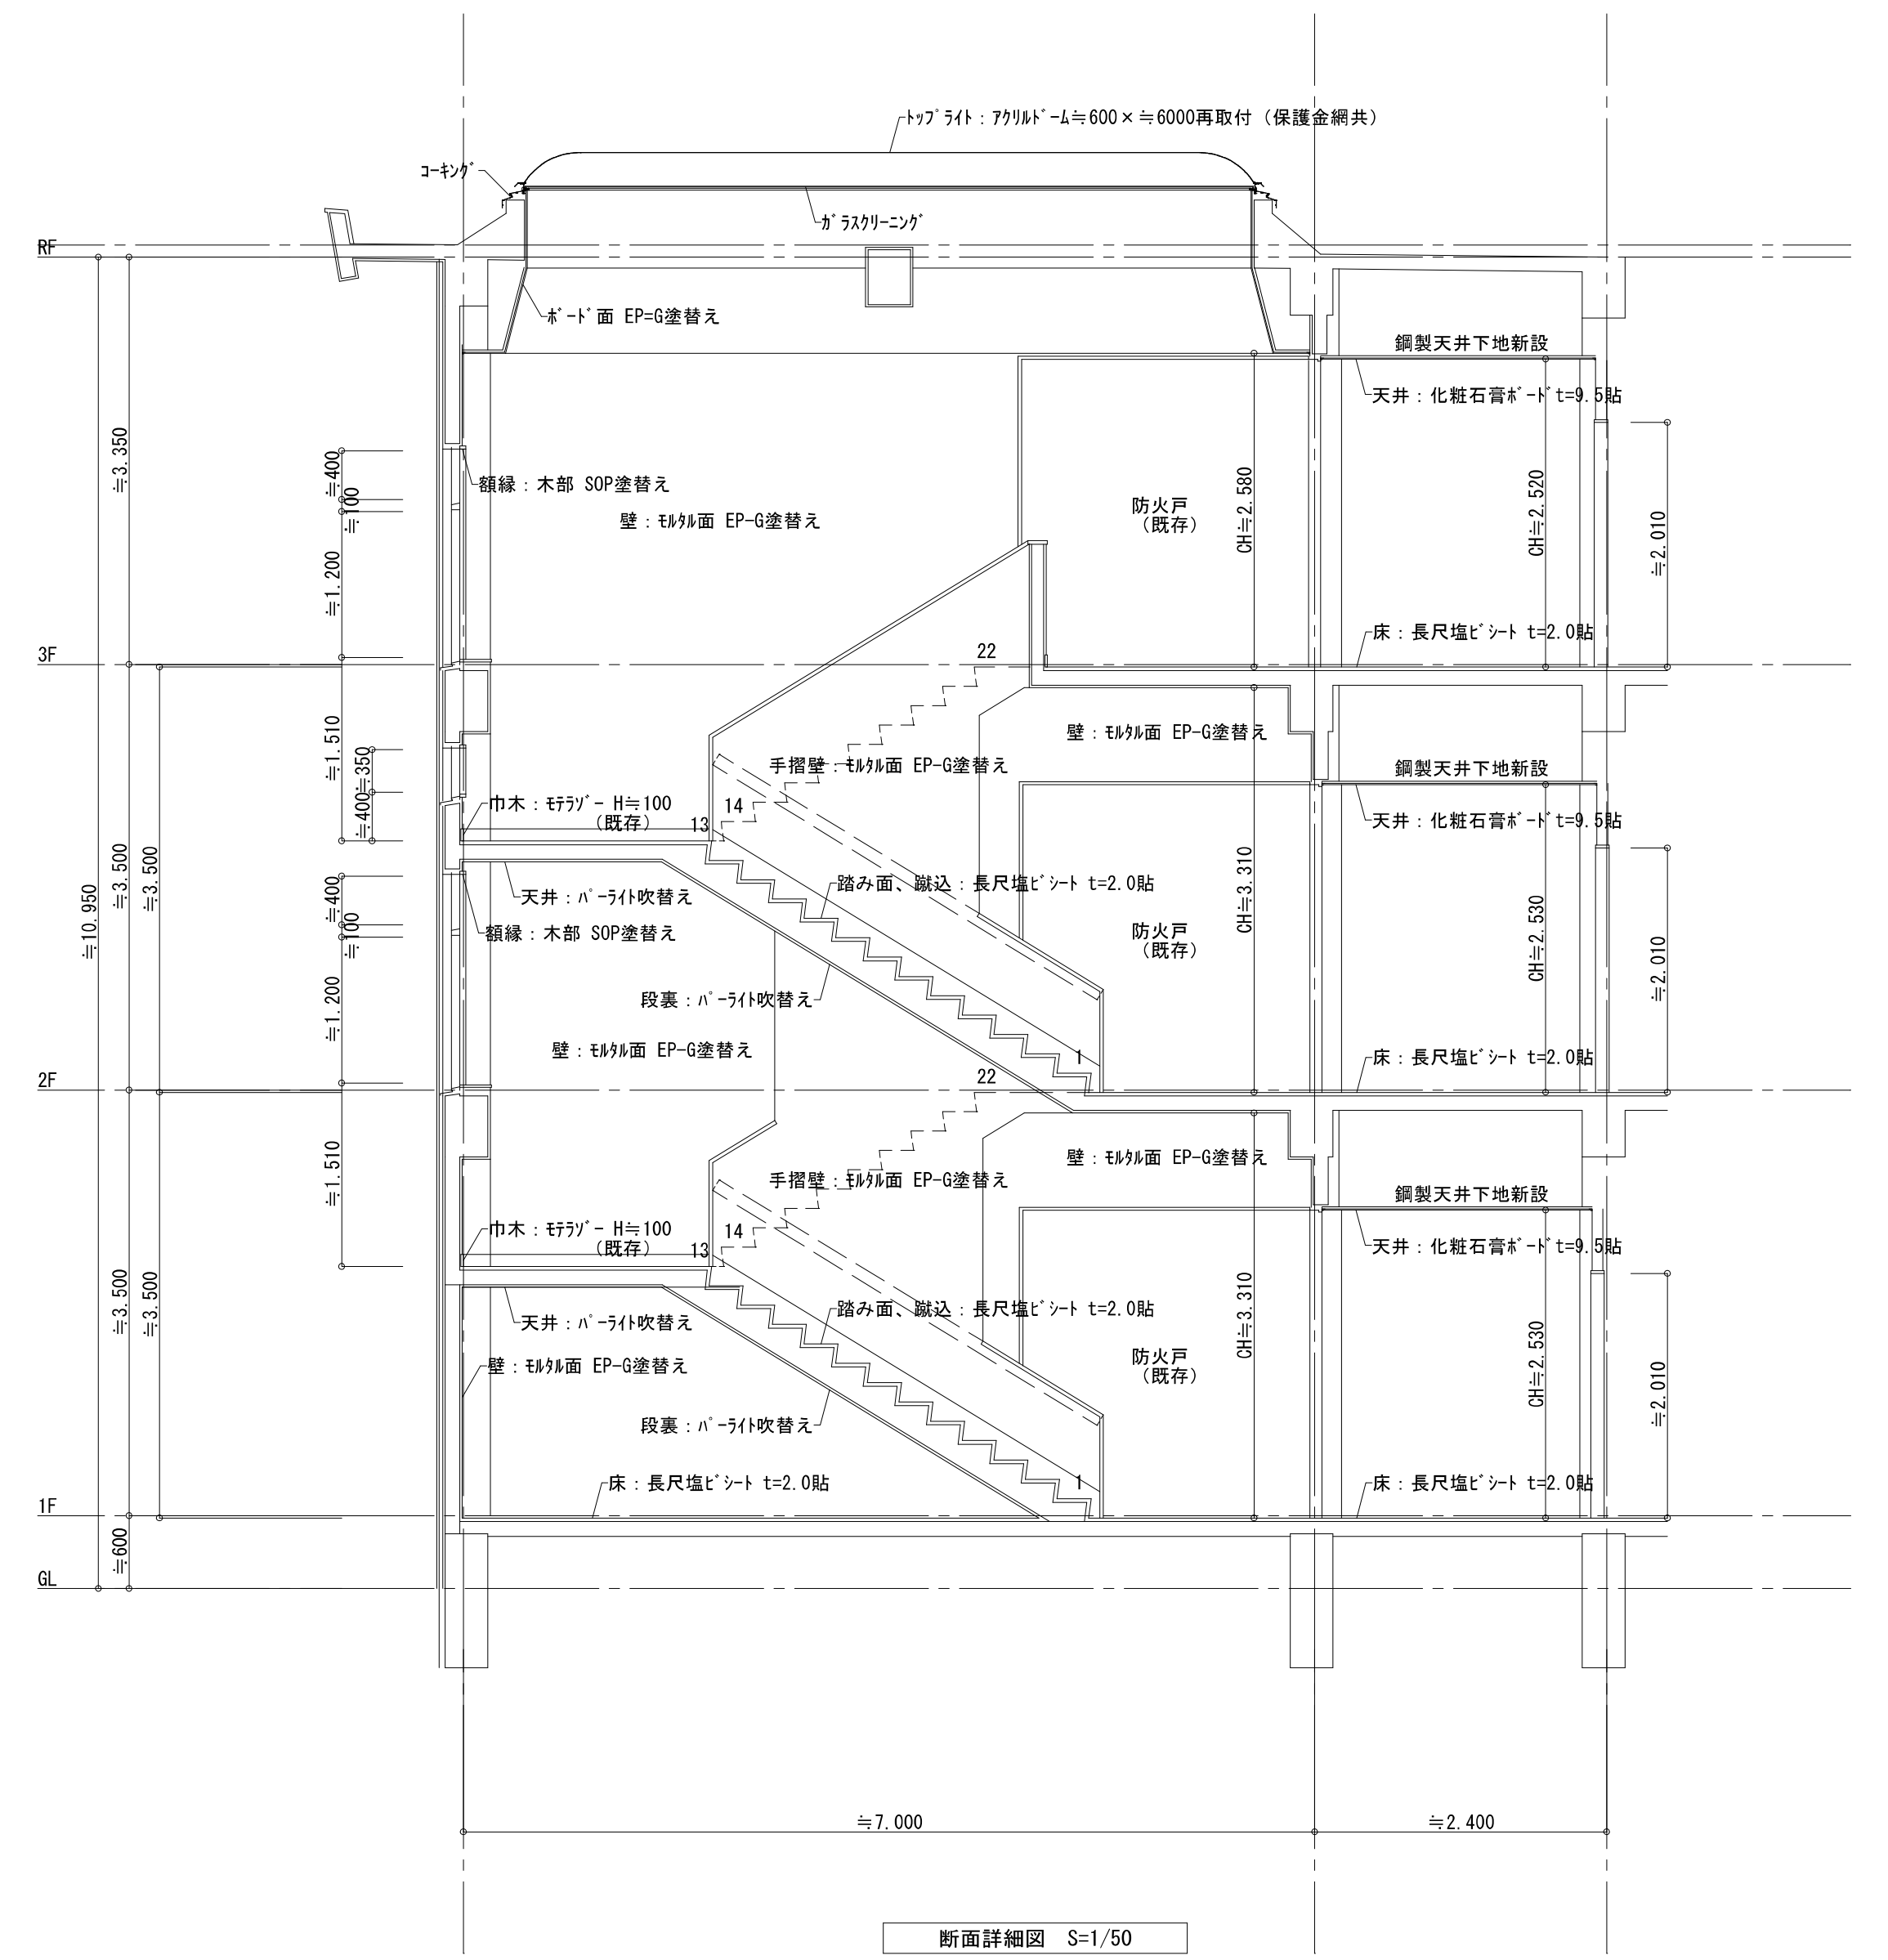 ﾄｯﾌﾟﾗｲﾄ：ｱｸﾘﾙﾄﾞｰﾑ≒600×≒6000再取付（保護金網共）
ｺｰｷﾝｸﾞ
ｶﾞﾗｽｸﾘｰﾆﾝｸﾞ
RF
ﾎﾞｰﾄﾞ面 EP=G塗替え
鋼製天井下地新設
天井：化粧石膏ﾎﾞｰﾄﾞt=9.5貼
≒3.350
≒400
≒100
≒1.200
額縁：木部 SOP塗替え
壁：ﾓﾙﾀﾙ面 EP-G塗替え
防火戸
（既存）
CH≒2.580
CH≒2.520
≒2.010
床：長尺塩ﾋﾞｼｰﾄ t=2.0貼
3F
22
≒1.510
≒350
≒400
壁：ﾓﾙﾀﾙ面 EP-G塗替え
手摺壁：ﾓﾙﾀﾙ面 EP-G塗替え
鋼製天井下地新設
天井：化粧石膏ﾎﾞｰﾄﾞt=9.5貼
巾木：ﾓﾃﾗｿﾞｰ H≒100
（既存）
13
14
≒10.950
≒3.500
≒3.500
≒400
≒100
≒1.200
天井：ﾊﾟｰﾗｲﾄ吹替え
額縁：木部 SOP塗替え
踏み面、蹴込：長尺塩ﾋﾞｼｰﾄ t=2.0貼
段裏：ﾊﾟｰﾗｲﾄ吹替え
壁：ﾓﾙﾀﾙ面 EP-G塗替え
防火戸
（既存）
CH≒3.310
CH≒2.530
≒2.010
1
床：長尺塩ﾋﾞｼｰﾄ t=2.0貼
2F
22
≒1.510
壁：ﾓﾙﾀﾙ面 EP-G塗替え
手摺壁：ﾓﾙﾀﾙ面 EP-G塗替え
鋼製天井下地新設
天井：化粧石膏ﾎﾞｰﾄﾞt=9.5貼
巾木：ﾓﾃﾗｿﾞｰ H≒100
（既存）
13
14
≒3.500
≒3.500
天井：ﾊﾟｰﾗｲﾄ吹替え
壁：ﾓﾙﾀﾙ面 EP-G塗替え
踏み面、蹴込：長尺塩ﾋﾞｼｰﾄ t=2.0貼
段裏：ﾊﾟｰﾗｲﾄ吹替え
防火戸
（既存）
CH≒3.310
CH≒2.530
≒2.010
床：長尺塩ﾋﾞｼｰﾄ t=2.0貼
1
床：長尺塩ﾋﾞｼｰﾄ t=2.0貼
1F
≒600
GL
≒7.000
≒2.400
断面詳細図　S=1/50